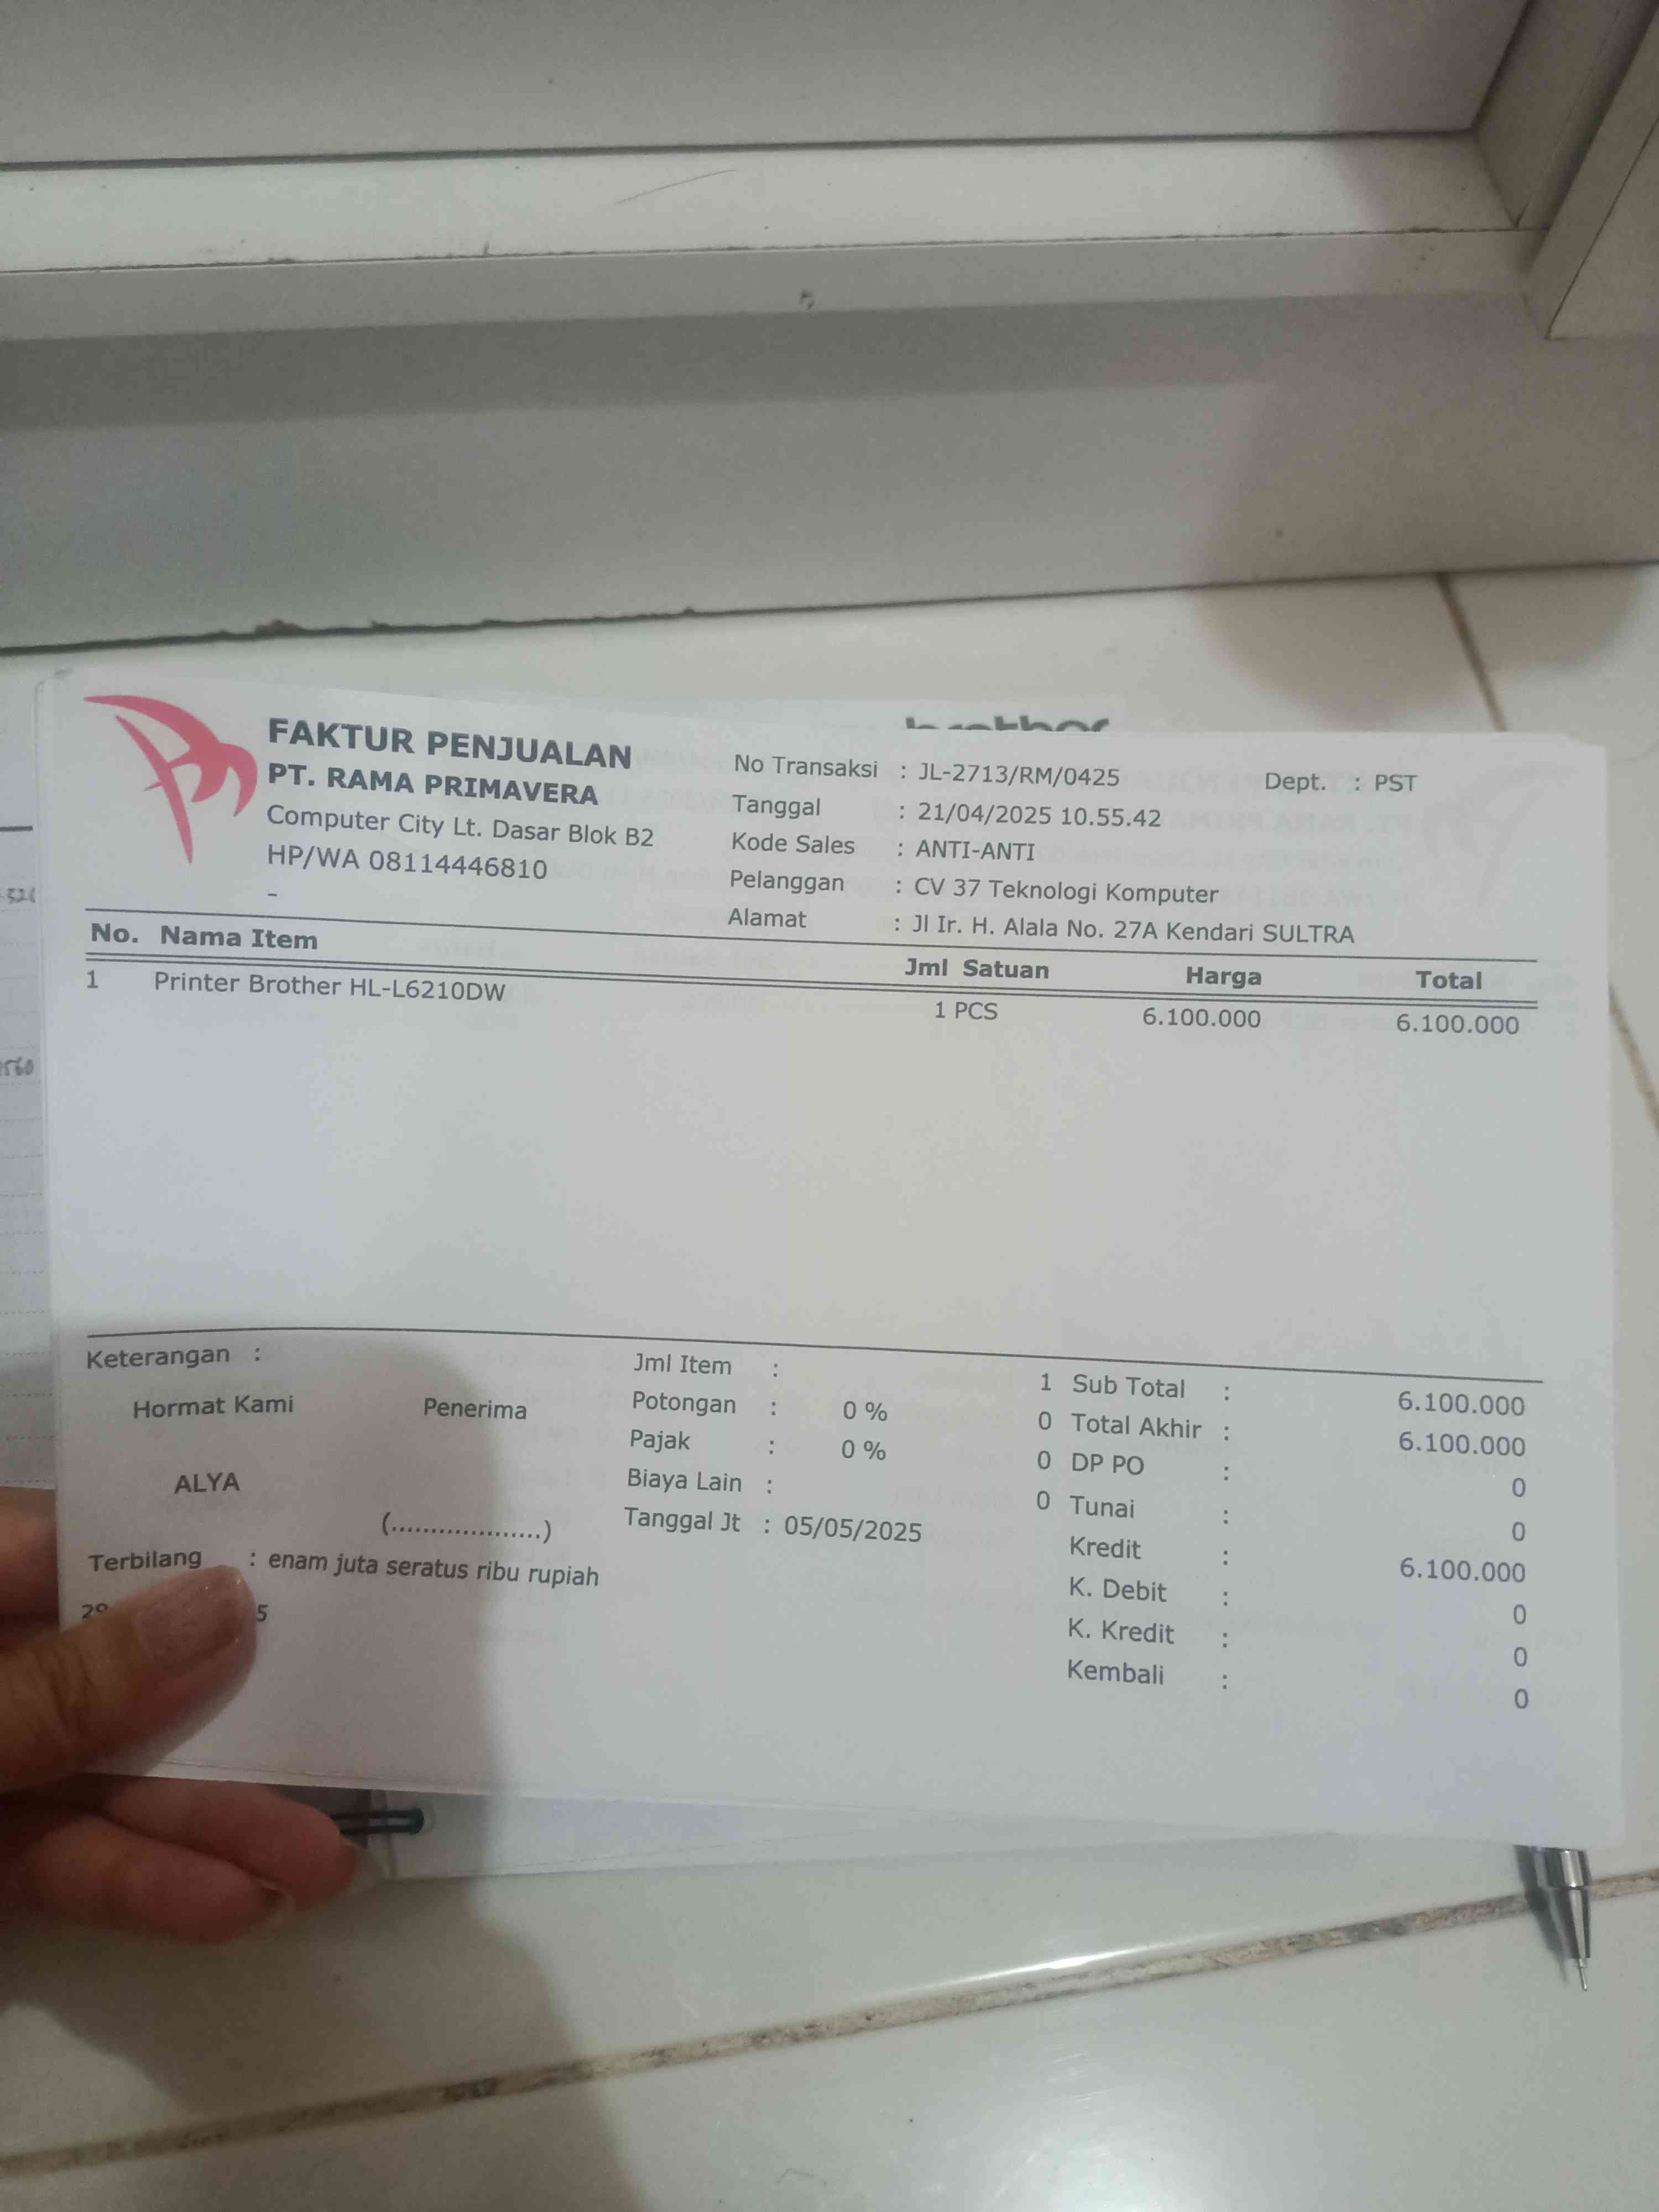 FAKTUR PENJUALAN
PT. RAMA PRIMAVERA
Computer City Lt. Dasar Blok B2
HP/WA 08114446810
-
No Transaksi : JL-2713/RM/0425 Dept. : PST
Tanggal : 21/04/2025 10.55.42
Kode Sales : ANTI-ANTI
Pelanggan : CV 37 Teknologi Komputer
Alamat : Jl Ir. H. Alala No. 27A Kendari SULTRA
No. Nama Item Jml Satuan Harga Total
1 Printer Brother HL-L6210DW 1 PCS 6.100.000 6.100.000
Keterangan :
Hormat Kami Penerima
ALYA
(....................)
Jml Item : 1
Potongan : 0 % 0
Pajak : 0 % 0
Biaya Lain : 0
Tanggal Jt : 05/05/2025
Sub Total : 6.100.000
Total Akhir : 6.100.000
DP PO : 0
Tunai : 0
Kredit : 6.100.000
K. Debit : 0
K. Kredit : 0
Kembali : 0
Terbilang : enam juta seratus ribu rupiah